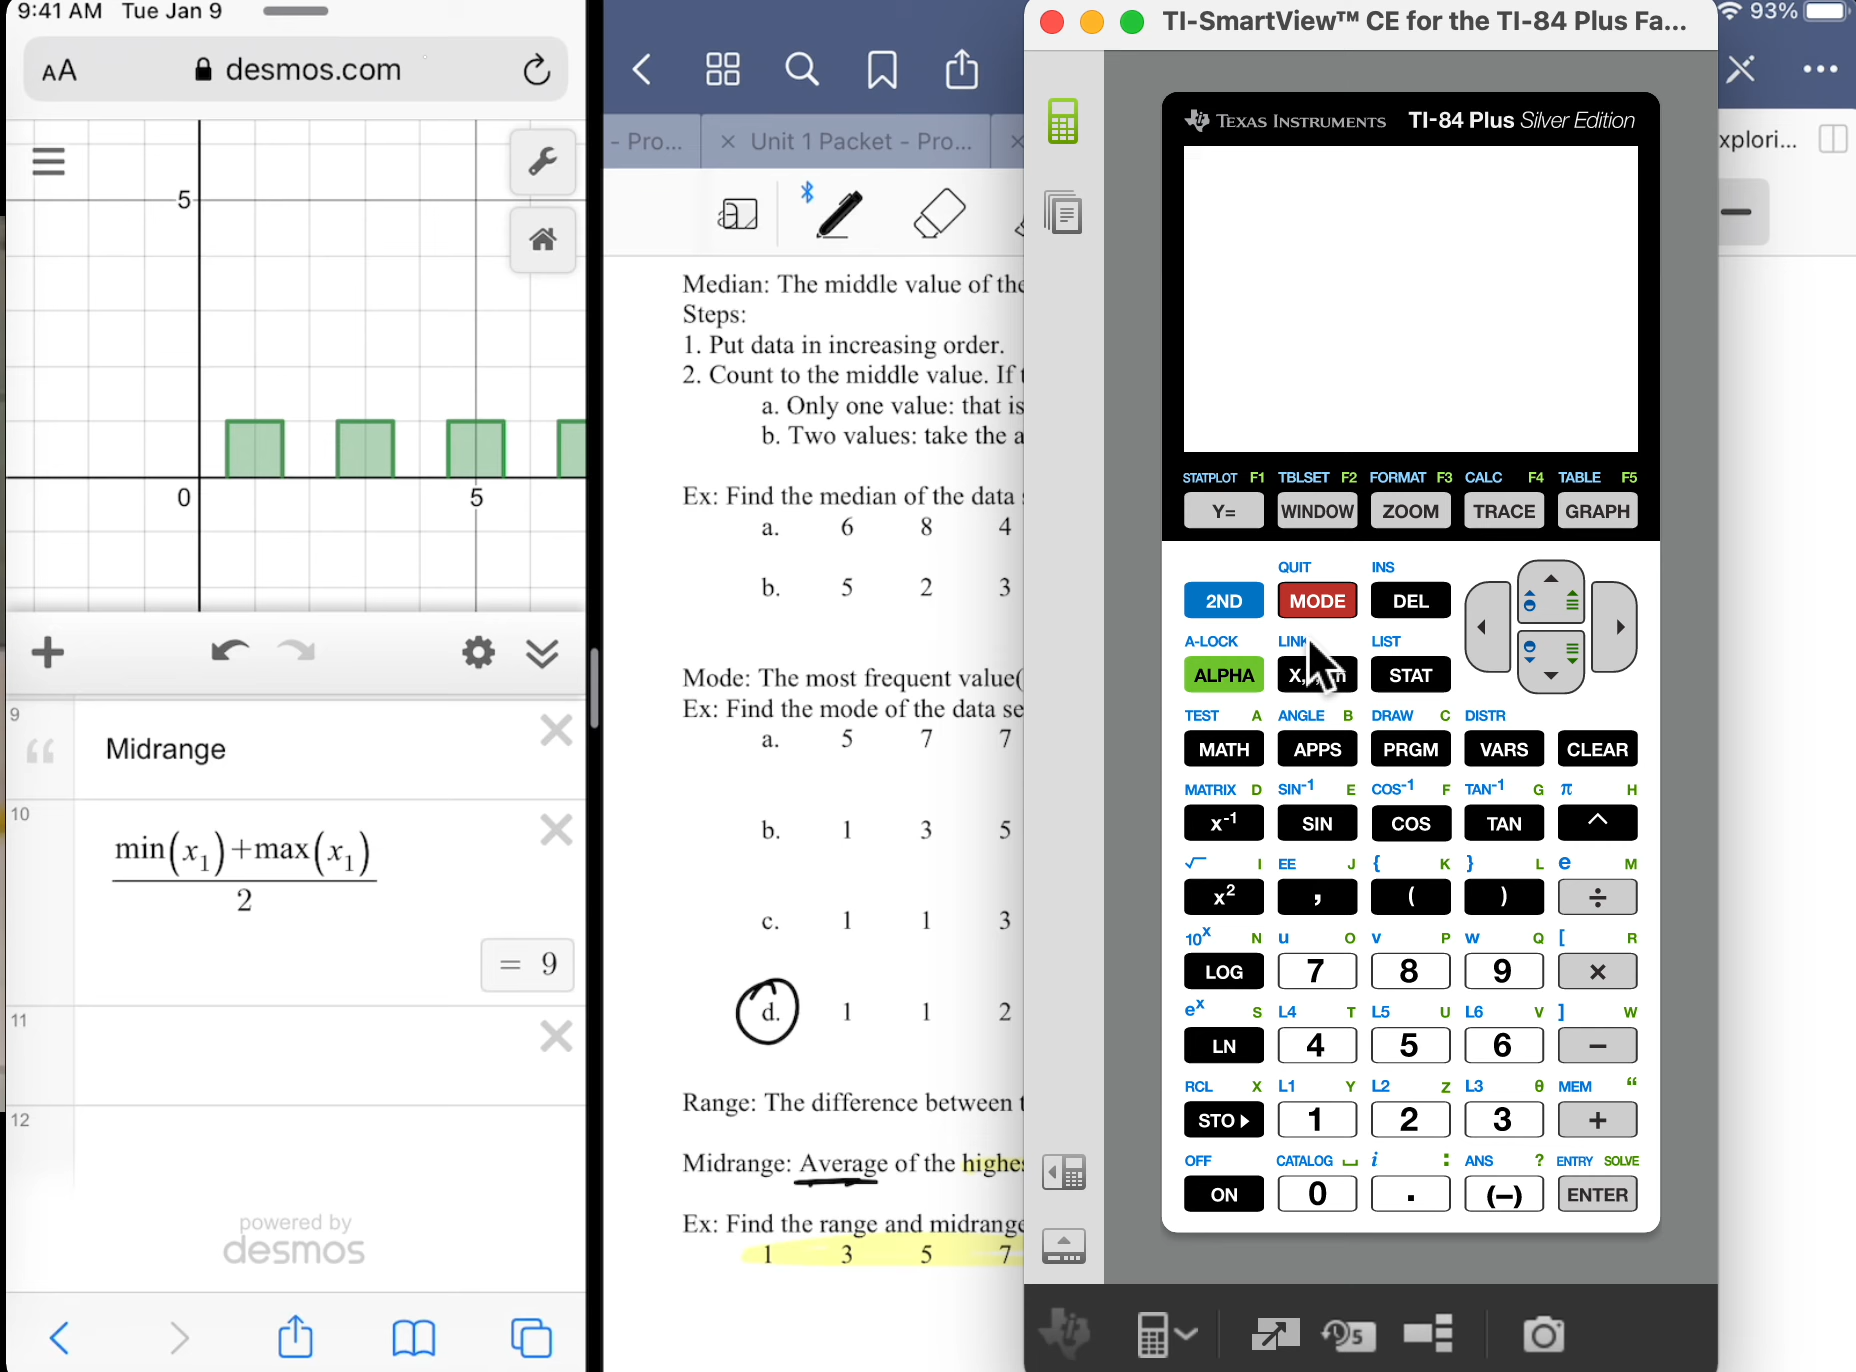 9:41 AM Tue Jan 9
AA desmos.com
5
0 5
9 Midrange
10 min(x₁)+max(x₁)
2
= 9
11
12
powered by
desmos
- Pro...
× Unit 1 Packet - Pro...
×
Median: The middle value of the
Steps:
1. Put data in increasing order.
2. Count to the middle value. If
a. Only one value: that is
b. Two values: take the a
Ex: Find the median of the data
a. 6 8 4
b. 5 2 3
Mode: The most frequent value(
Ex: Find the mode of the data se
a. 5 7 7
b. 1 3 5
c. 1 1 3
d. 1 1 2
Range: The difference between
Midrange: Average of the highes
Ex: Find the range and midrange
1 3 5 7
TI-SmartView™ CE for the TI-84 Plus Fa...
TEXAS INSTRUMENTS TI-84 Plus Silver Edition
STATPLOT F1 TBLSET F2 FORMAT F3 CALC F4 TABLE F5
Y= WINDOW ZOOM TRACE GRAPH
QUIT INS
2ND MODE DEL
A-LOCK LINK LIST
ALPHA STAT
TEST A ANGLE B DRAW C DISTR
MATH APPS PRGM VARS CLEAR
MATRIX D SIN⁻¹ E COS⁻¹ F TAN⁻¹ G π H
x⁻¹ SIN COS TAN ^
√ I EE J { K } L e M
x² , ( ) ÷
10ˣ N u O v P w Q [ R
LOG 7 8 9 ×
eˣ S L4 T L5 U L6 V ] W
LN 4 5 6 −
RCL X L1 Y L2 Z L3 θ MEM “
STO▸ 1 2 3 +
OFF CATALOG ⎵ i : ANS ? ENTRY SOLVE
ON 0 . (–) ENTER
5
93%
xplori...